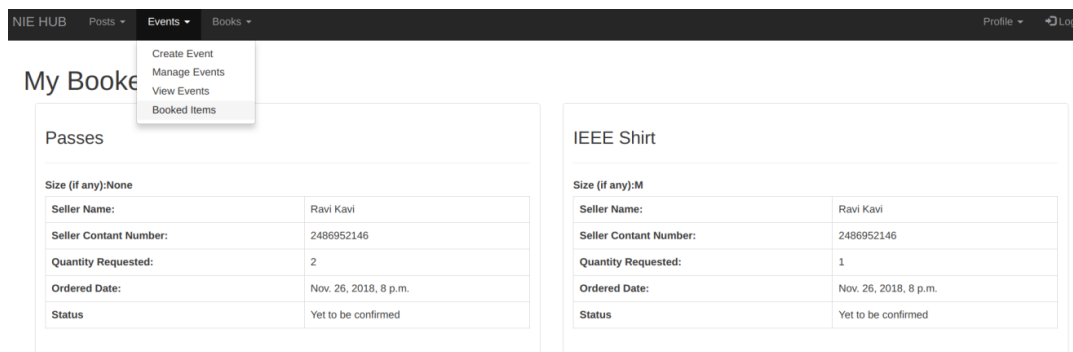 NIE HUB Posts Events Books Profile
Create Event
Manage Events
View Events
Booked Items
My
Passes
Size (if any):None
Seller Name: Ravi Kavi
Seller Contant Number: 2486952146
Quantity Requested: 2
Ordered Date: Nov. 26, 2018, 8 p.m.
Status Yet to be confirmed
IEEE Shirt
Size (if any):M
Seller Name: Ravi Kavi
Seller Contant Number: 2486952146
Quantity Requested: 1
Ordered Date: Nov. 26, 2018, 8 p.m.
Status Yet to be confirmed